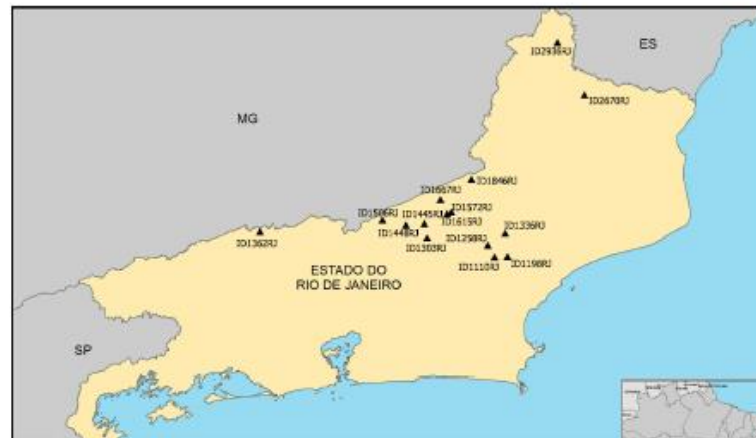 ES
ID2936RJ
ID2670RJ
MG
ID1846RJ
ID1667RJ
ID1572RJ
ID1586RJ
ID1445RJ
ID1615RJ
ID1448RJ
ID1336RJ
ID1362RJ
ID1303RJ
ID1258RJ
ID1110RJ
ID1198RJ
ESTADO DO
RIO DE JANEIRO
SP